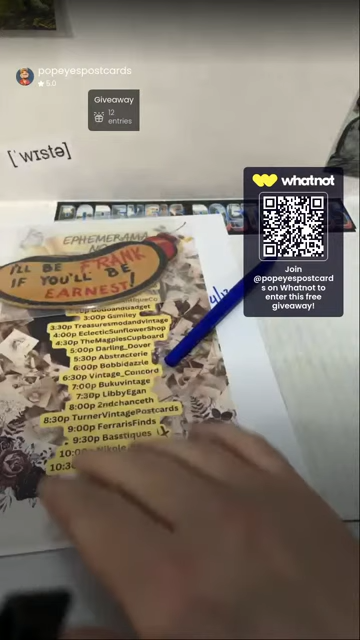 popeyespostcards
★ 5.0
Giveaway
12
entries
['wɪstə]
whatnot
Join
@popeyespostcard
s on Whatnot to
enter this free
giveaway!
EPHEMERAMA
I'LL BE FRANK
IF YOU'LL BE
EARNEST!
3:00p Gsmiley
3:30p Treasuresmodandvintage
4:00p EclecticSunflowerShop
4:30p TheMagpiesCupboard
5:00p Darling_Dover
5:30p Abstracterie
6:00p Bobbidazzle
6:30p Vintage_Concord
7:00p Bukuvintage
7:30p LibbyEgan
8:00p 2ndchanceth
8:30p TurnerVintagePostcards
9:00p FerrarisFinds
9:30p Basstiques